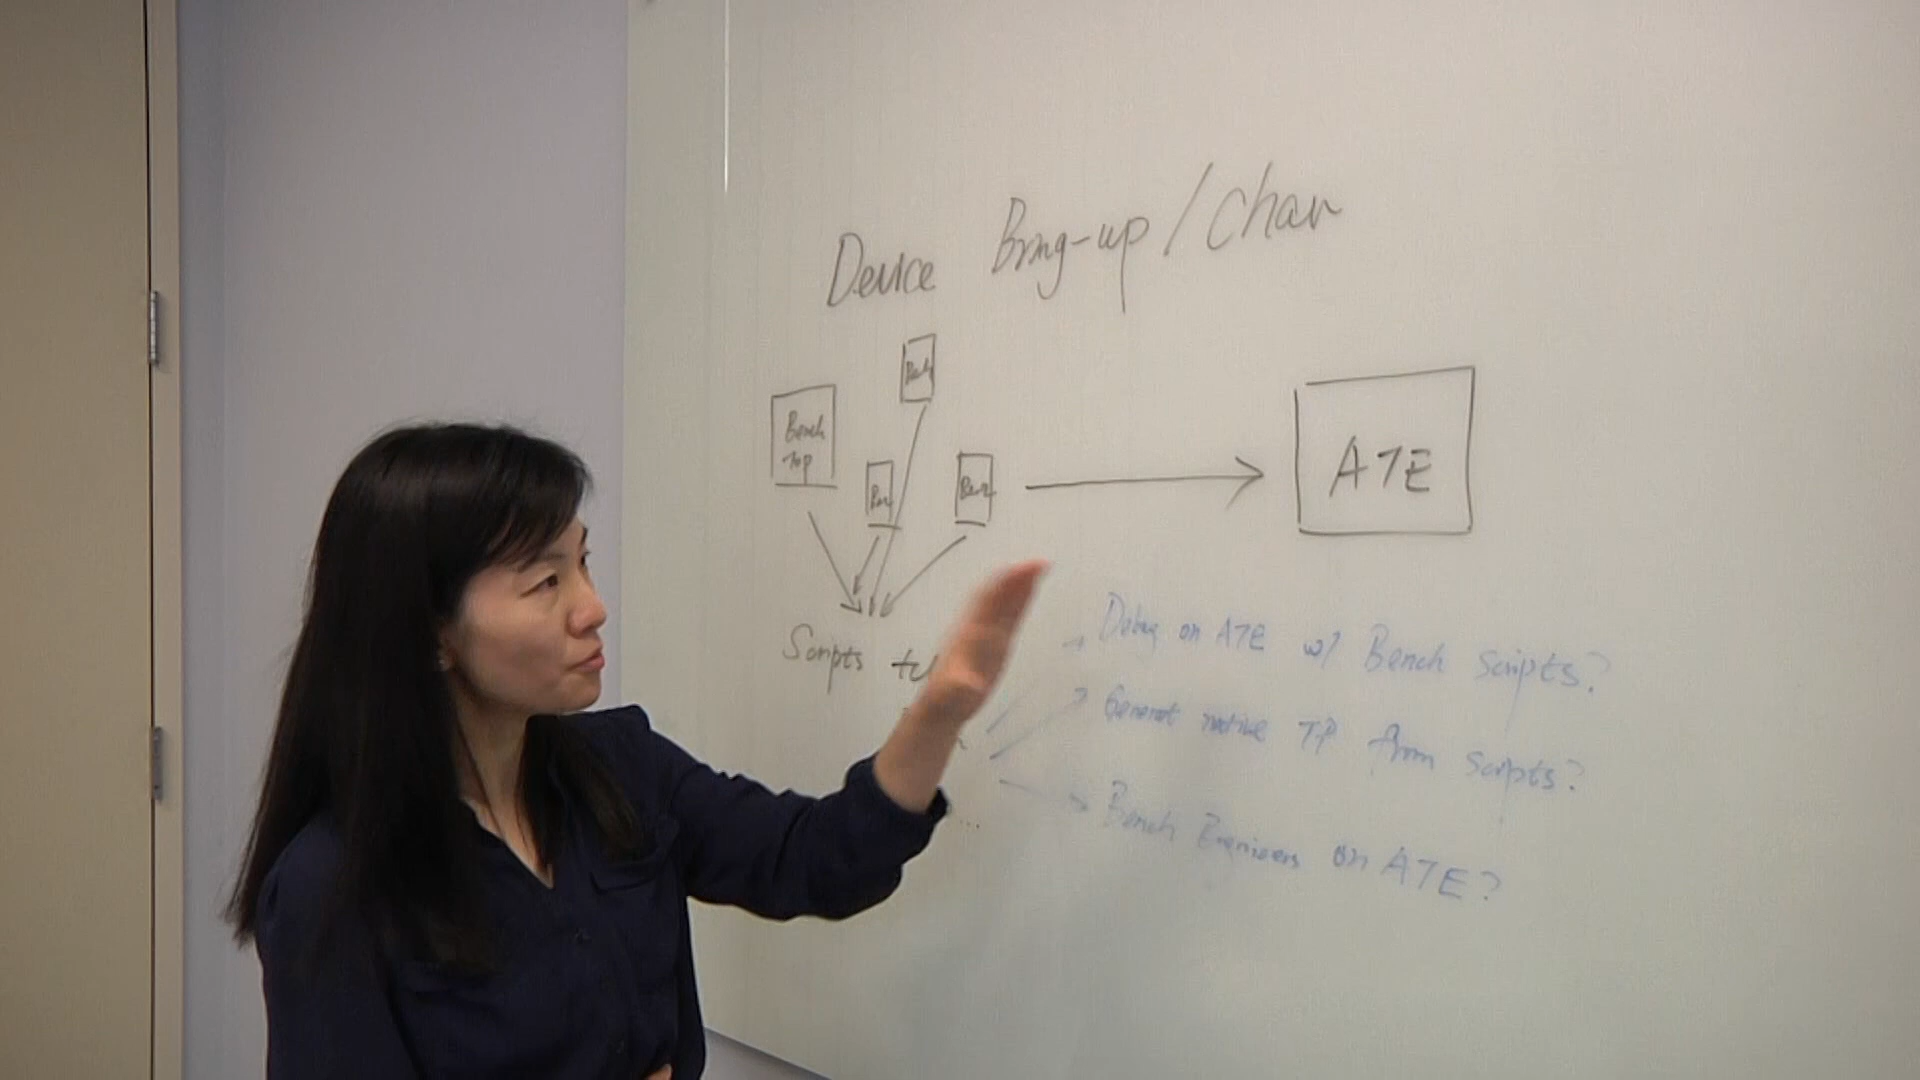 Device Bring-up / Char
Bench
Top
ATE
Scripts
Debug on ATE w/ Bench scripts?
Generate native TP from scripts?
Bench Engineers on ATE?
...